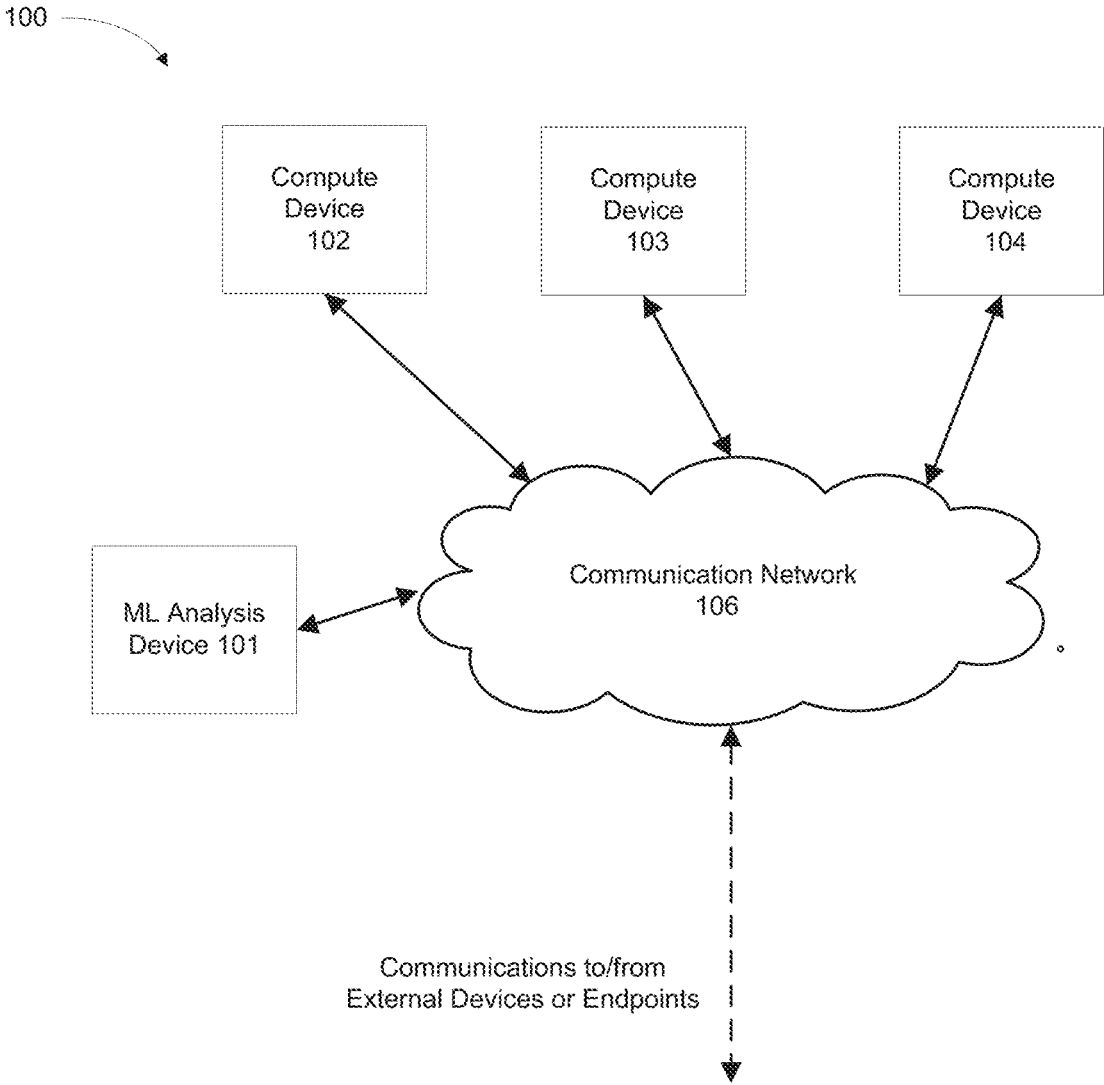 100
Compute
Device
102
Compute
Device
103
Compute
Device
104
Communication Network
106
ML Analysis
Device 101
Communications to/from
External Devices or Endpoints